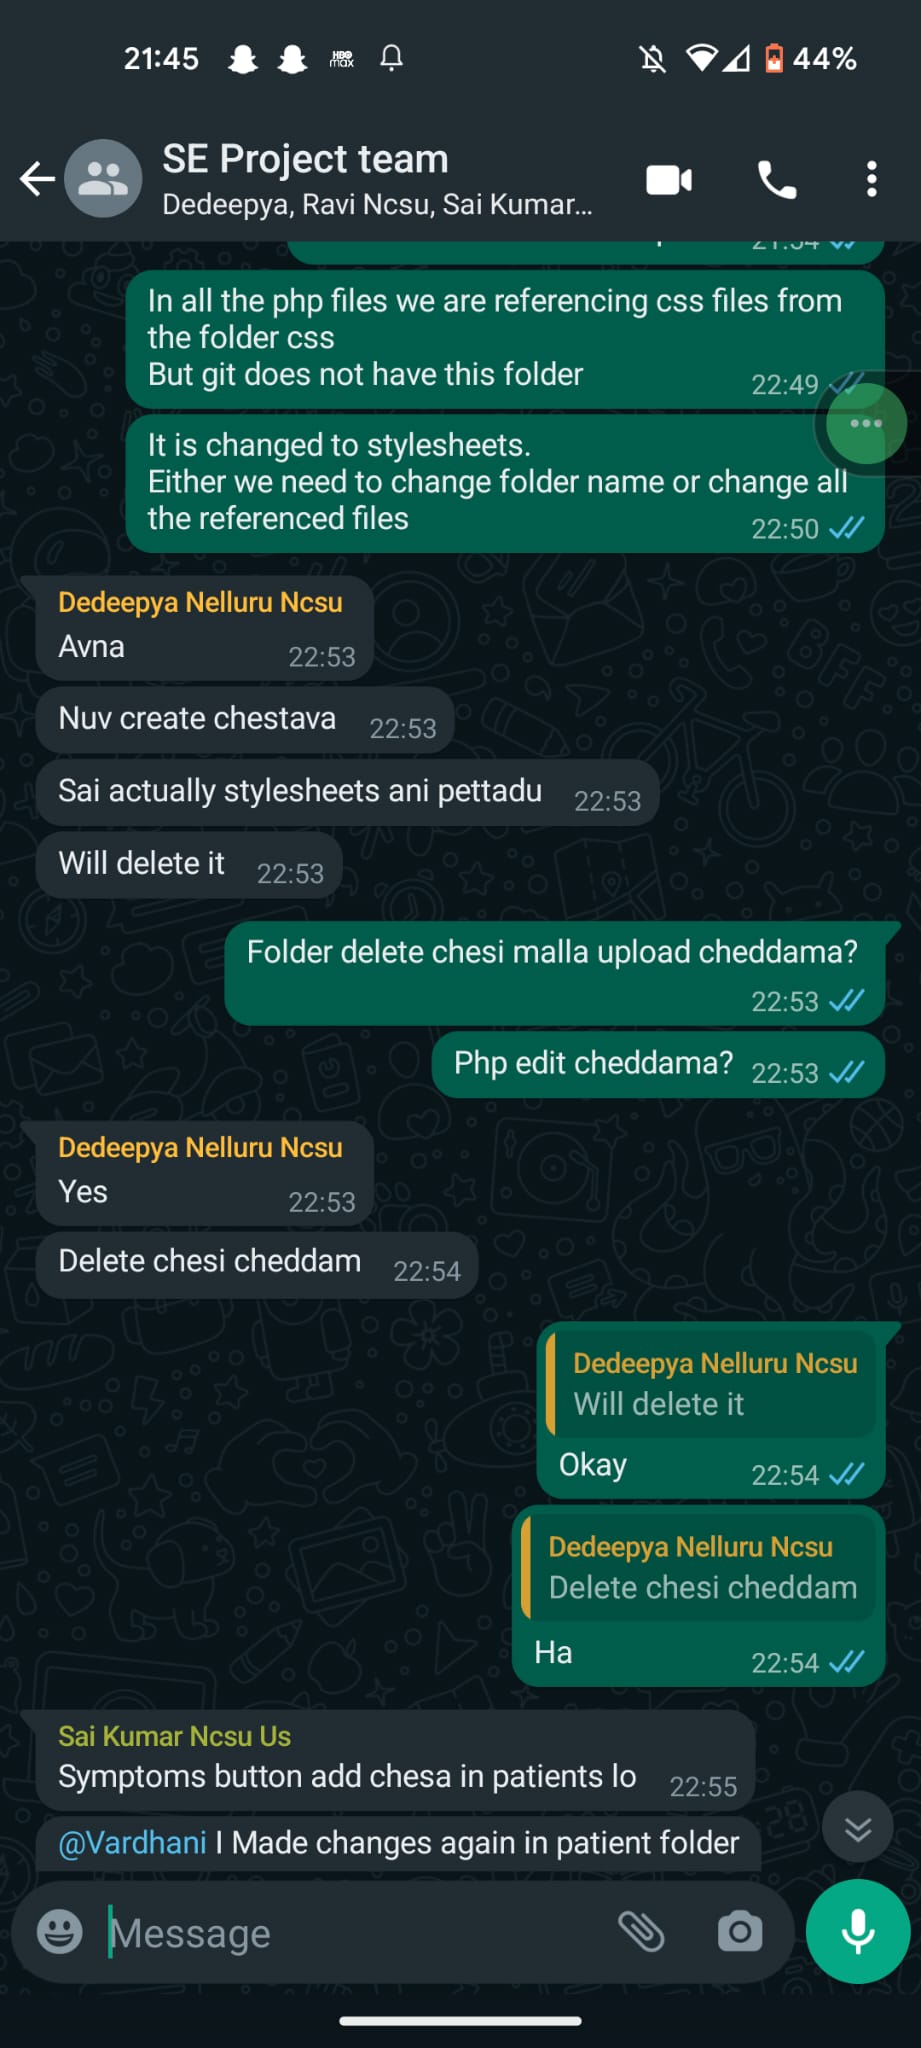 21:45
HBO
max
44%
SE Project team
Dedeepya, Ravi Ncsu, Sai Kumar...
In all the php files we are referencing css files from
the folder css
But git does not have this folder
22:49
It is changed to stylesheets.
Either we need to change folder name or change all
the referenced files
22:50
Dedeepya Nelluru Ncsu
Avna
22:53
Nuv create chestava 22:53
Sai actually stylesheets ani pettadu 22:53
Will delete it 22:53
Folder delete chesi malla upload cheddama?
22:53
Php edit cheddama? 22:53
Dedeepya Nelluru Ncsu
Yes
22:53
Delete chesi cheddam 22:54
Dedeepya Nelluru Ncsu
Will delete it
Okay
22:54
Dedeepya Nelluru Ncsu
Delete chesi cheddam
Ha
22:54
Sai Kumar Ncsu Us
Symptoms button add chesa in patients lo 22:55
@Vardhani I Made changes again in patient folder
Message